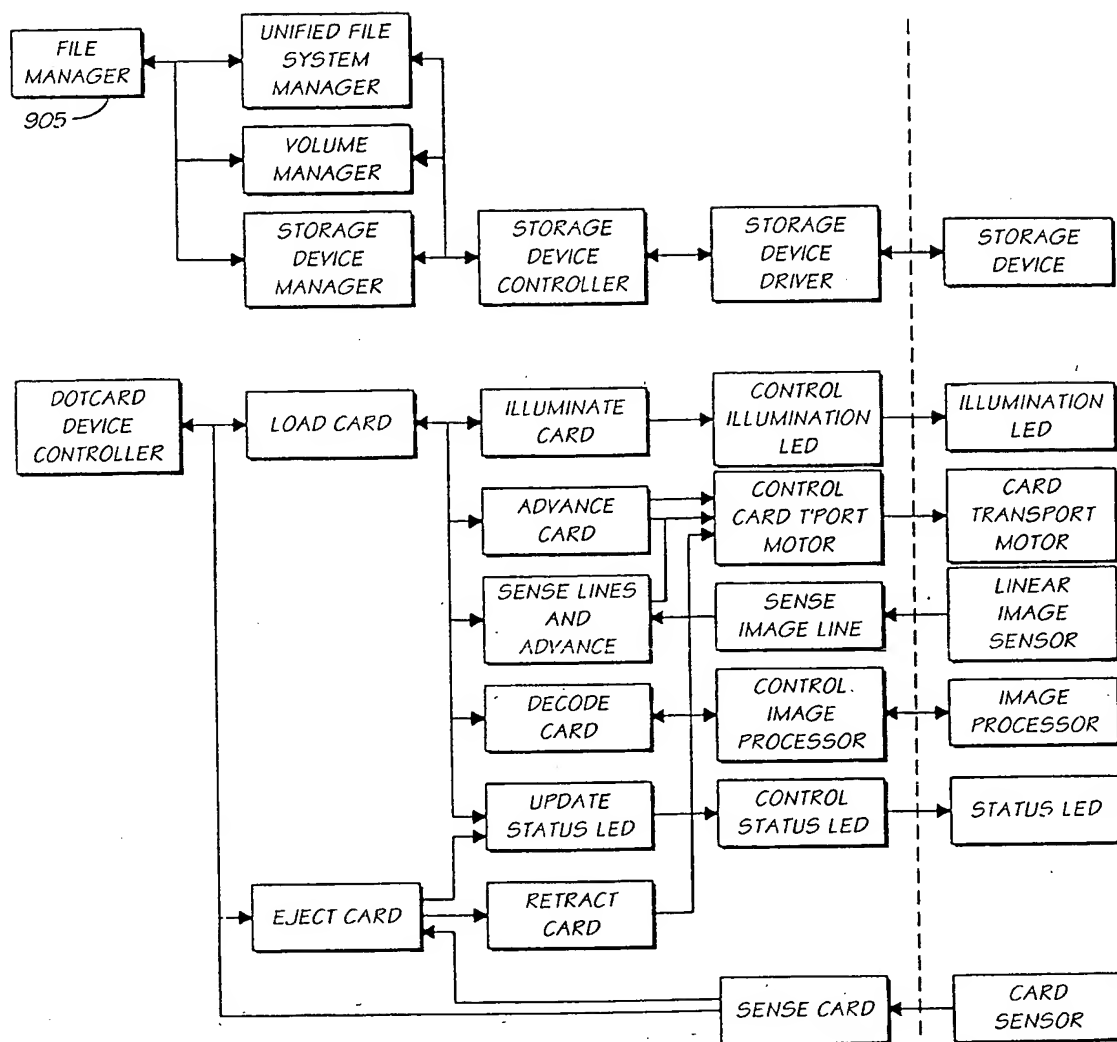 FILE
MANAGER
905
UNIFIED FILE
SYSTEM
MANAGER
VOLUME
MANAGER
STORAGE
DEVICE
MANAGER
STORAGE
DEVICE
CONTROLLER
STORAGE
DEVICE
DRIVER
STORAGE
DEVICE
DOTCARD
DEVICE
CONTROLLER
LOAD CARD
ILLUMINATE
CARD
CONTROL
ILLUMINATION
LED
ILLUMINATION
LED
ADVANCE
CARD
CONTROL
CARD T'PORT
MOTOR
CARD
TRANSPORT
MOTOR
SENSE LINES
AND
ADVANCE
SENSE
IMAGE LINE
LINEAR
IMAGE
SENSOR
DECODE
CARD
CONTROL
IMAGE
PROCESSOR
IMAGE
PROCESSOR
UPDATE
STATUS LED
CONTROL
STATUS LED
STATUS LED
EJECT CARD
RETRACT
CARD
SENSE CARD
CARD
SENSOR